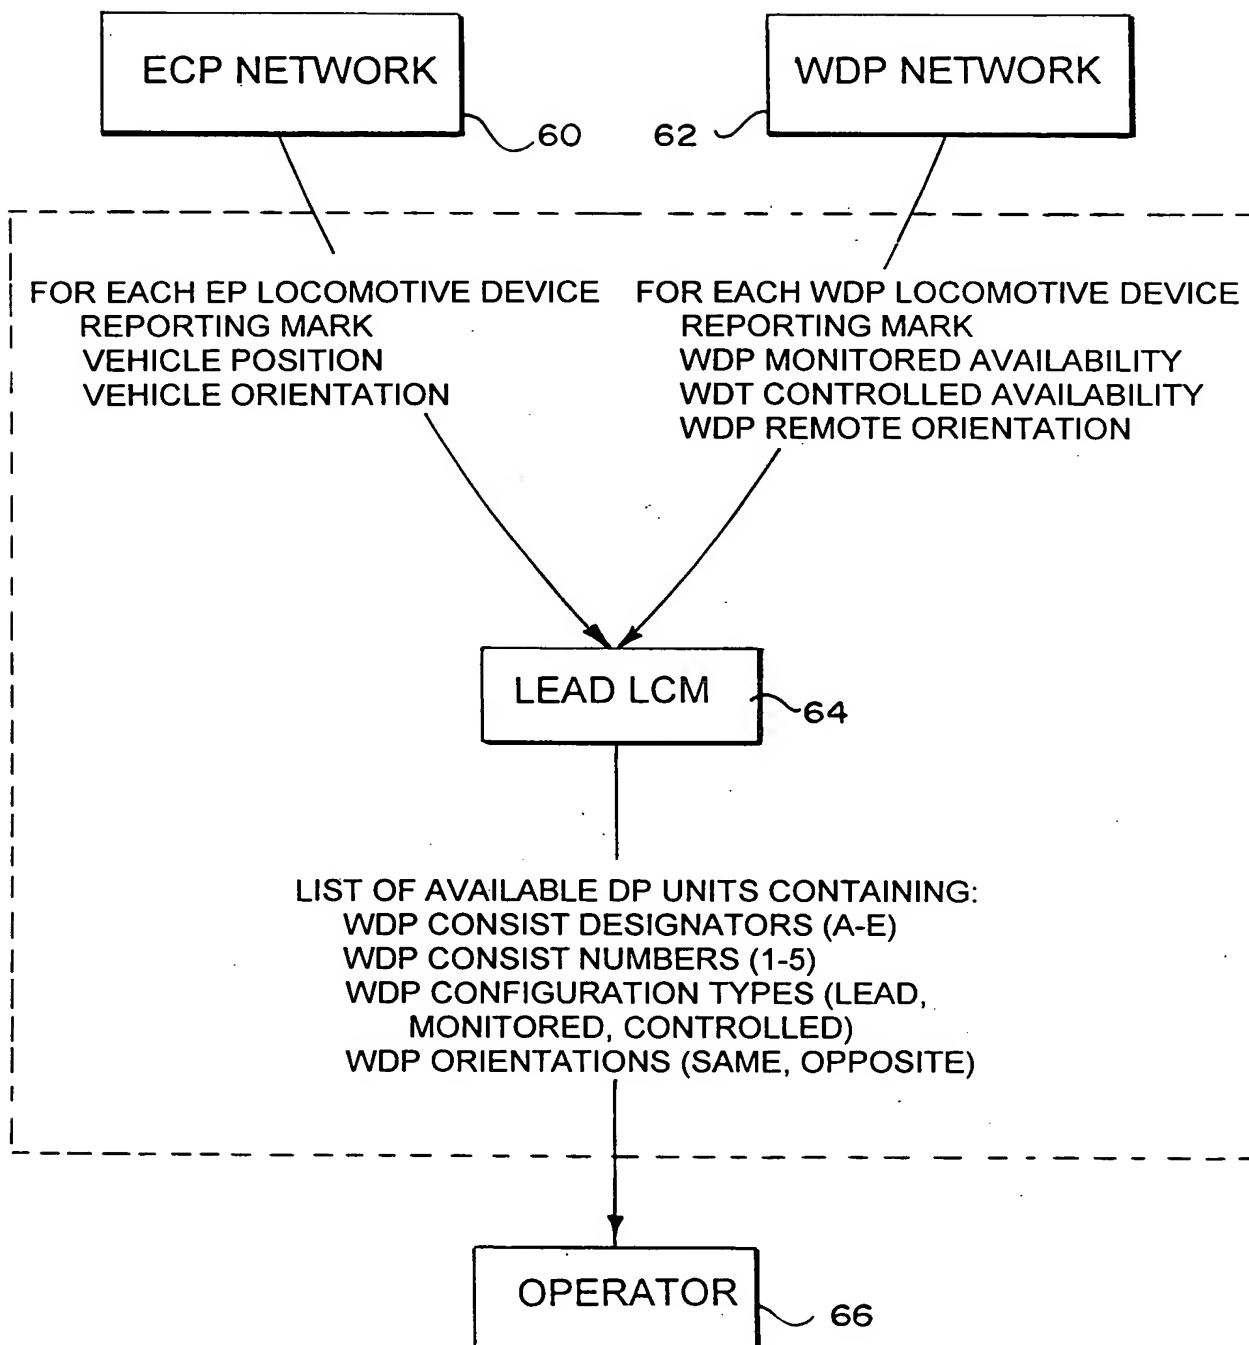 ECP NETWORK
60
WDP NETWORK
62
FOR EACH EP LOCOMOTIVE DEVICE
REPORTING MARK
VEHICLE POSITION
VEHICLE ORIENTATION
FOR EACH WDP LOCOMOTIVE DEVICE
REPORTING MARK
WDP MONITORED AVAILABILITY
WDT CONTROLLED AVAILABILITY
WDP REMOTE ORIENTATION
LEAD LCM
64
LIST OF AVAILABLE DP UNITS CONTAINING:
WDP CONSIST DESIGNATORS (A-E)
WDP CONSIST NUMBERS (1-5)
WDP CONFIGURATION TYPES (LEAD,
MONITORED, CONTROLLED)
WDP ORIENTATIONS (SAME, OPPOSITE)
OPERATOR
66